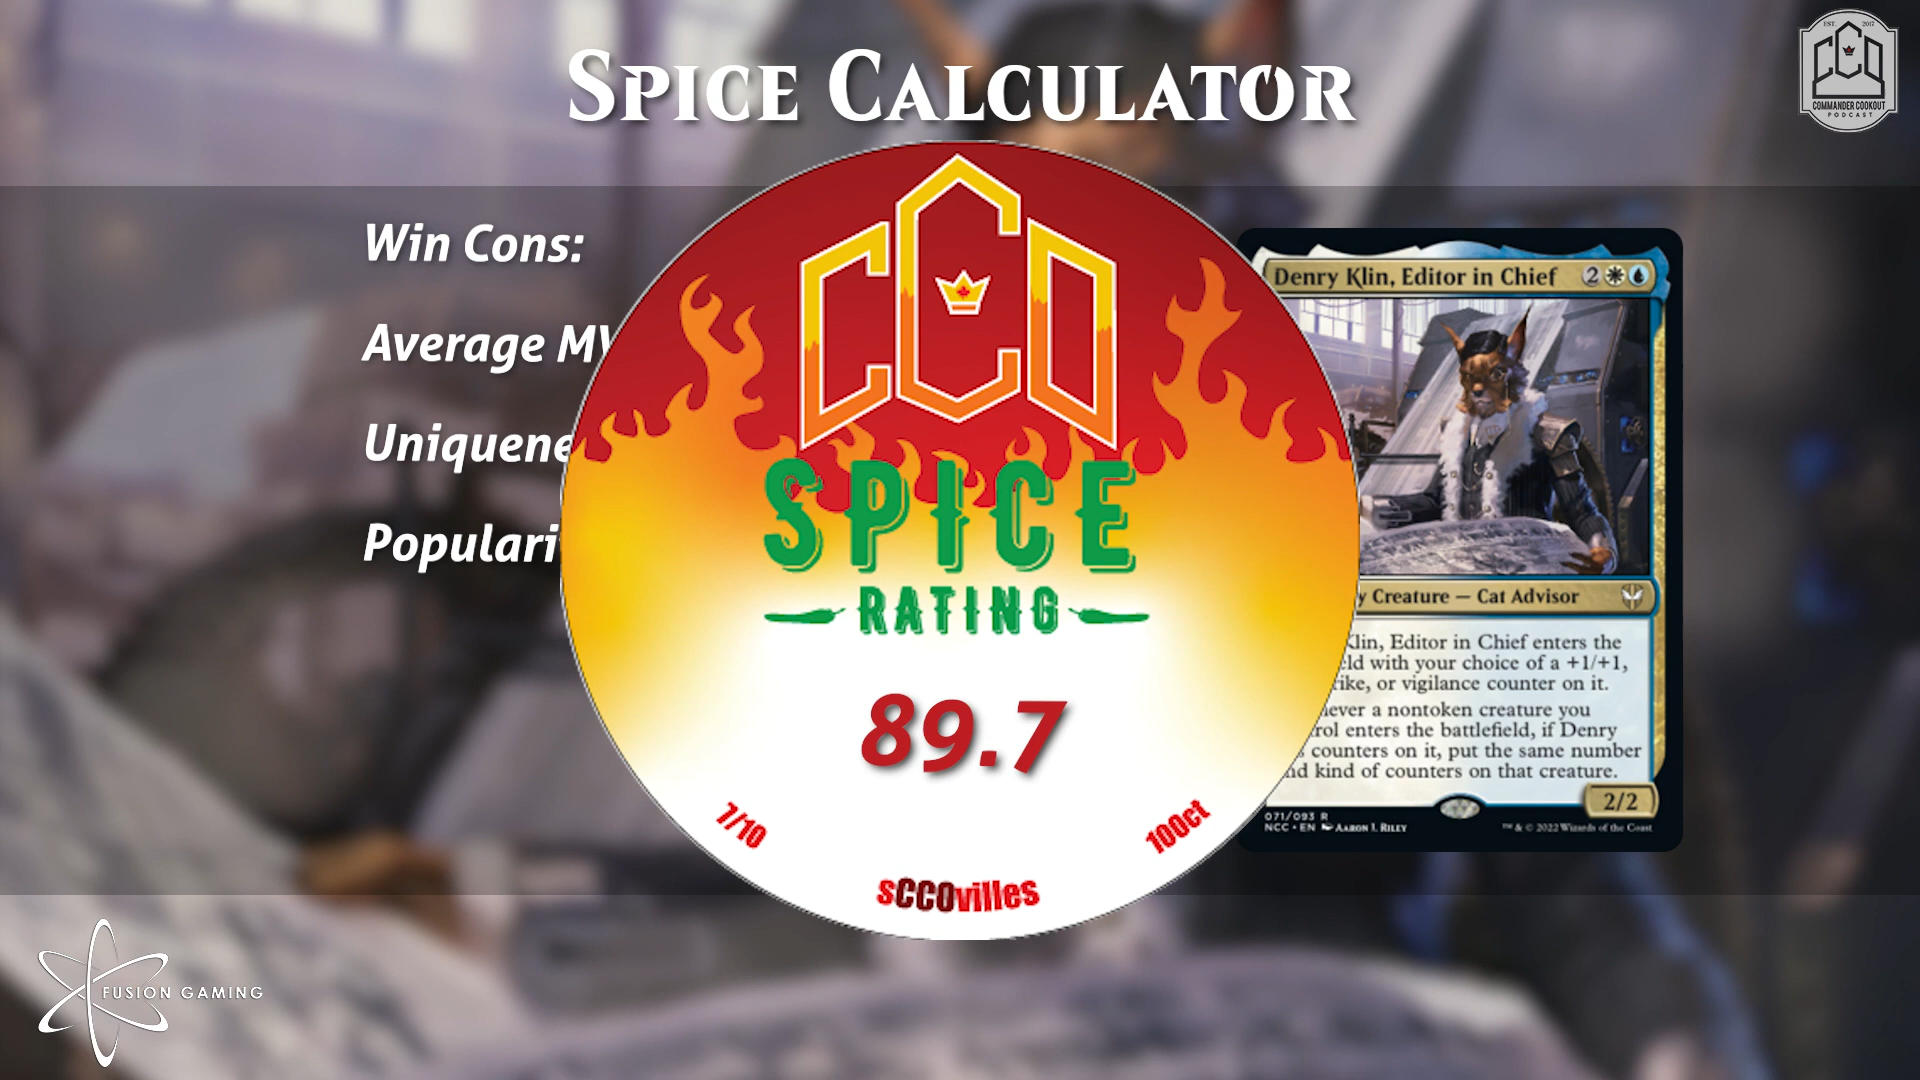 SPICE CALCULATOR
EST. 2017
CCO
COMMANDER COOKOUT
PODCAST
Win Cons:
Average MV
Uniquene
Populari
CCO
SPICE
RATING
89.7
7/10
100ct
sCCOvilles
Denry Klin, Editor in Chief 2
y Creature — Cat Advisor
Klin, Editor in Chief enters the
eld with your choice of a +1/+1,
rike, or vigilance counter on it.
never a nontoken creature you
rol enters the battlefield, if Denry
s counters on it, put the same number
nd kind of counters on that creature.
2/2
071/093 R
NCC • EN AARON J. RILEY
™ & © 2022 Wizards of the Coast
FUSION GAMING